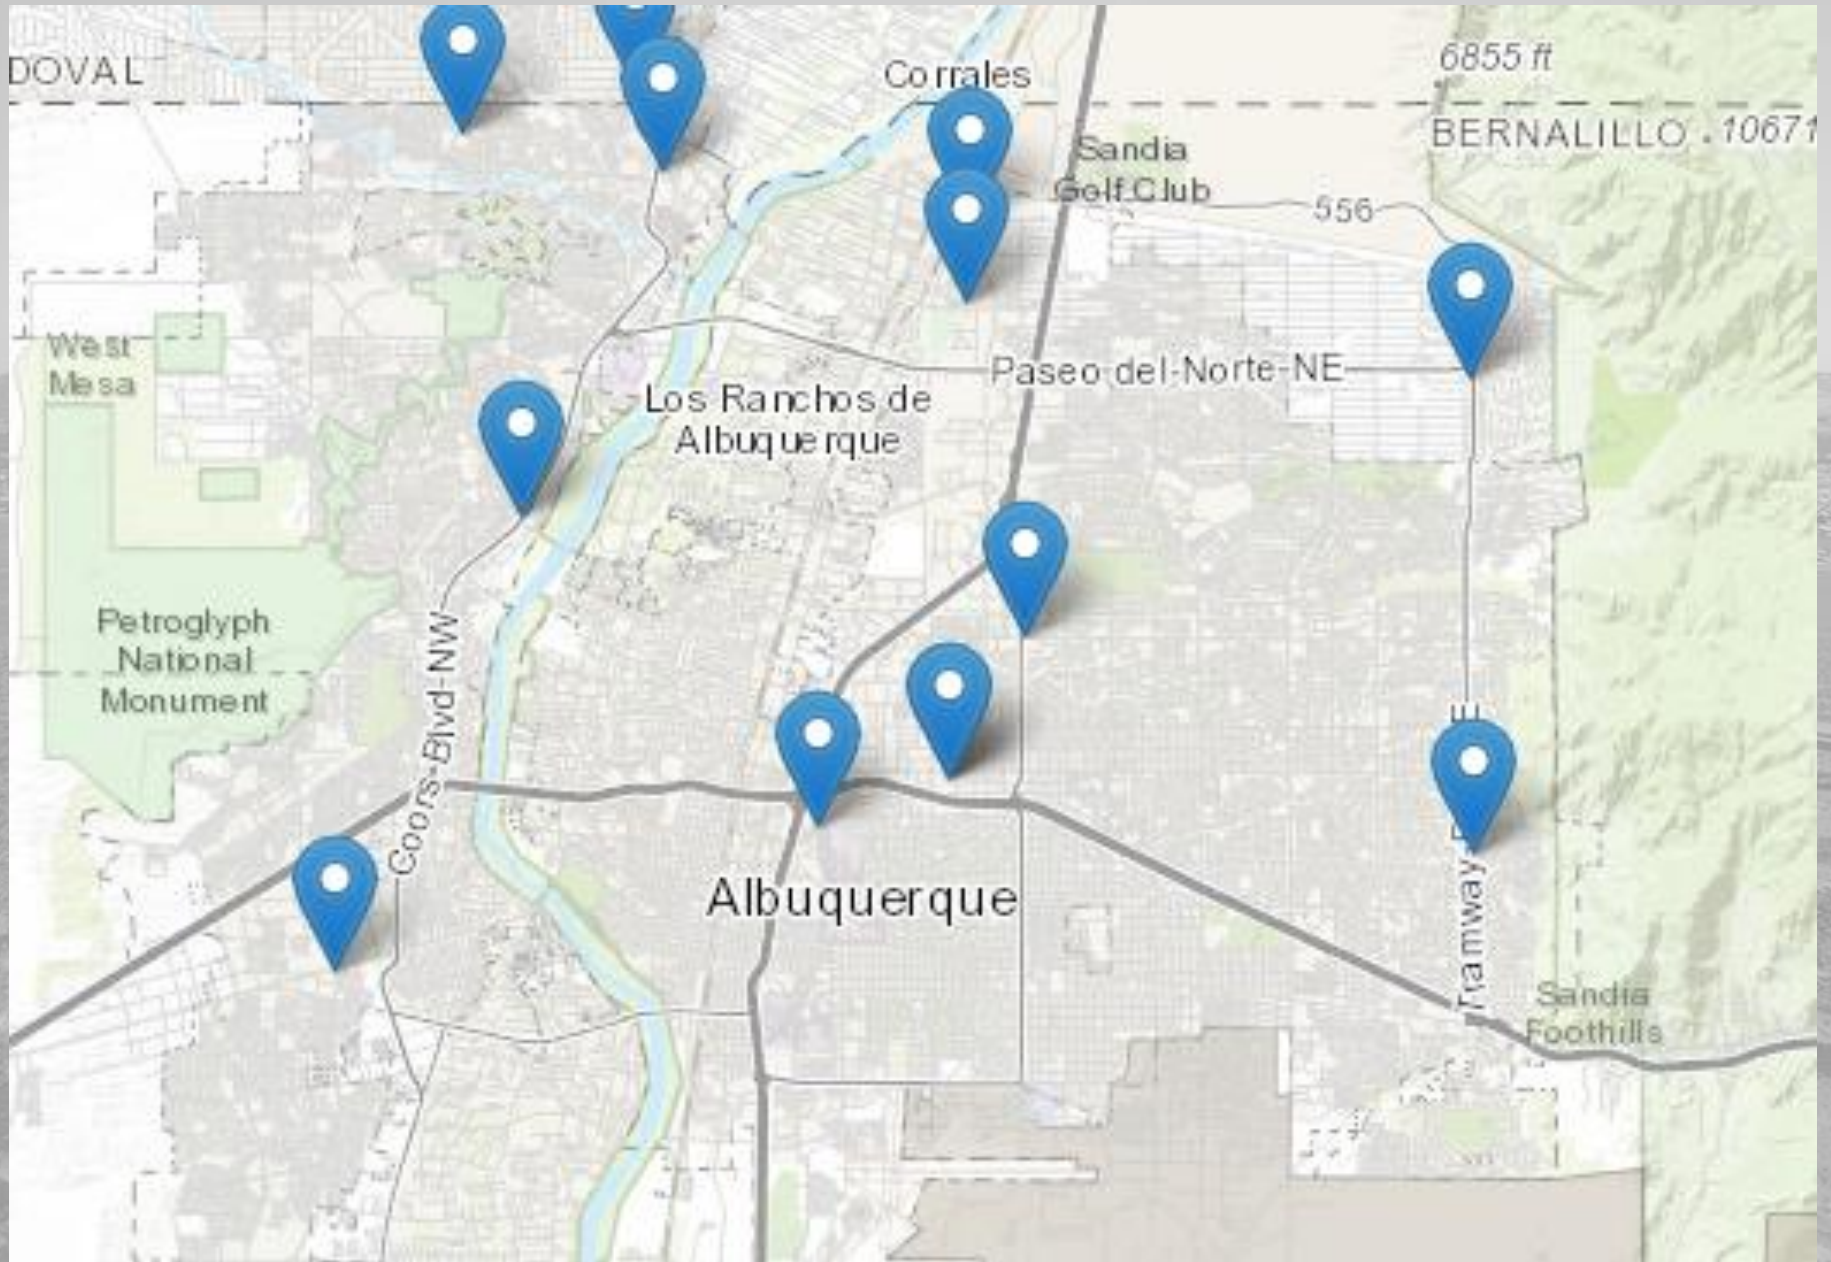 DOVAL
Corrales
6855 ft
BERNALILLO
.10671
Sandia
Golf Club
556
West
Mesa
Paseo del-Norte-NE
Los Ranchos de
Albuquerque
Petroglyph
National
Monument
Coors-Blvd-NW
Albuquerque
Tramway
E
Sandia
Foothills